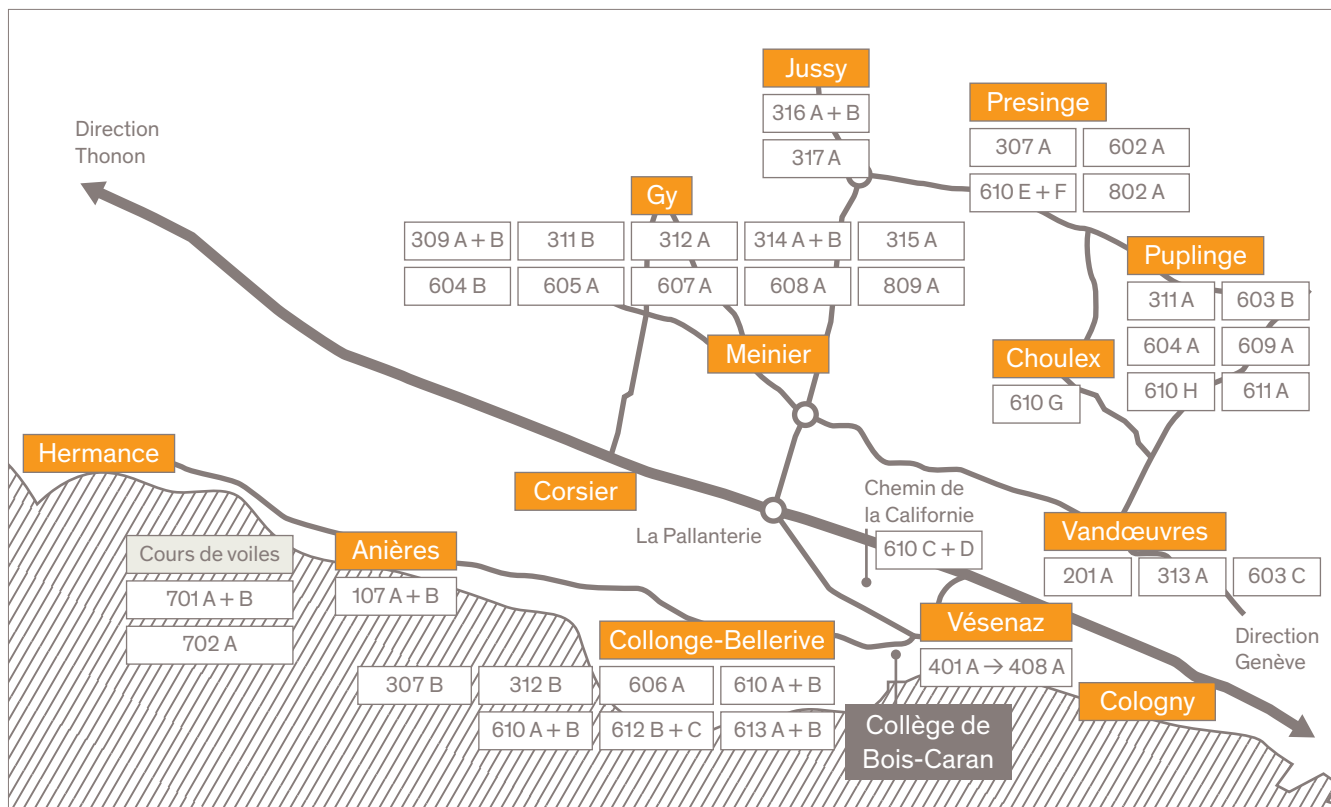 Jussy
316 A + B
317 A
Presinge
307 A
602 A
610 E + F
802 A
Direction
Thonon
Gy
309 A + B
311 B
312 A
314 A + B
315 A
604 B
605 A
607 A
608 A
809 A
Puplinge
311 A
603 B
604 A
609 A
610 H
611 A
Meinier
Choulex
610 G
Hermance
Corsier
Chemin de
la Californie
610 C + D
La Pallanterie
Vandœuvres
201 A
313 A
603 C
Cours de voiles
701 A + B
702 A
Anières
107 A + B
Collonge-Bellerive
307 B
312 B
606 A
610 A + B
610 A + B
612 B + C
613 A + B
Vésenaz
401 A → 408 A
Direction
Genève
Cologny
Collège de
Bois-Caran